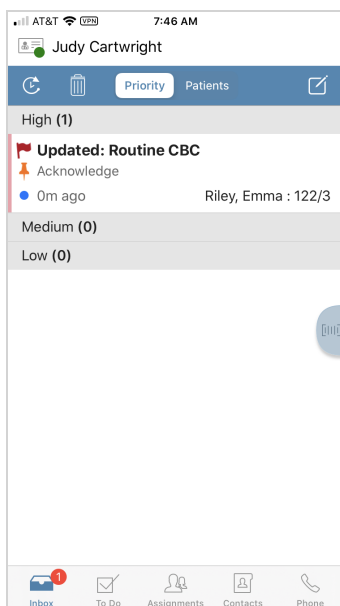 AT&T VPN 7:46 AM
Judy Cartwright
Priority Patients
High (1)
Updated: Routine CBC
Acknowledge
0m ago Riley, Emma : 122/3
Medium (0)
Low (0)
1
Inbox To Do Assignments Contacts Phone